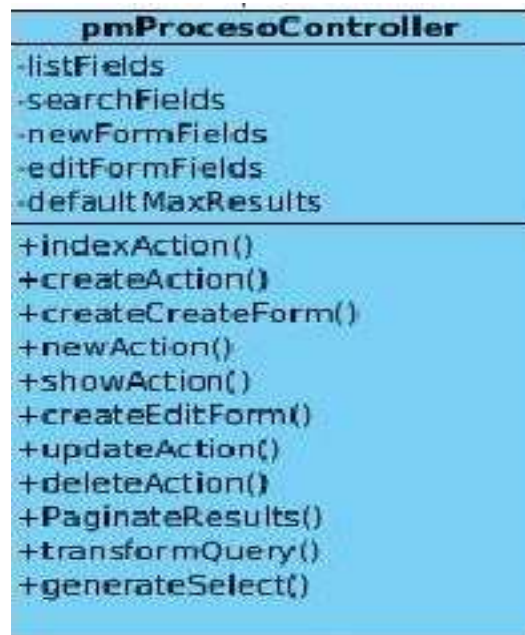 pmProcesoController
-listFields
-searchFields
-newFormFields
-editFormFields
-defaultMaxResults
+indexAction()
+createAction()
+createCreateForm()
+newAction()
+showAction()
+createEditForm()
+updateAction()
+deleteAction()
+PaginateResults()
+transformQuery()
+generateSelect()